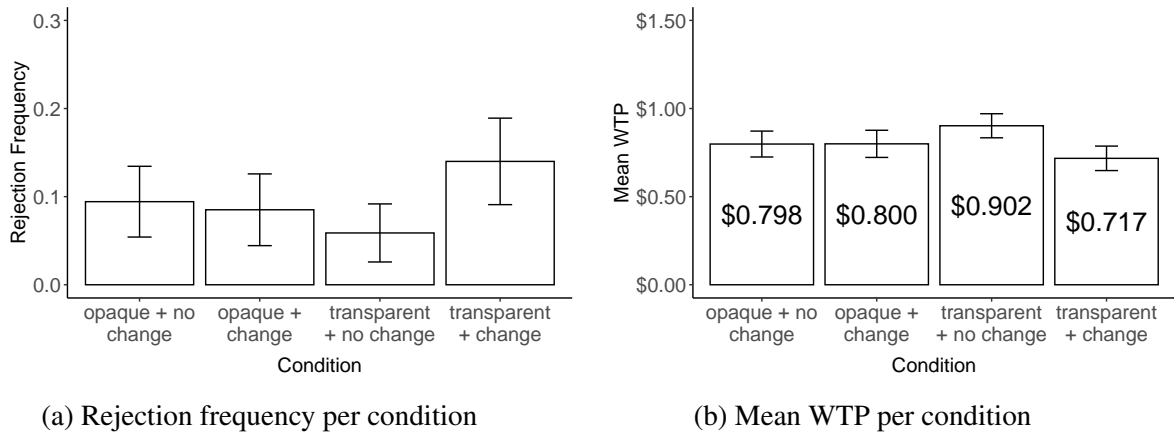 0.3
0.2
0.1
0.0
Rejection Frequency
opaque + no
change
opaque +
change
transparent
+ no change
transparent
+ change
Condition
(a) Rejection frequency per condition
$1.50
$1.00
$0.50
$0.00
Mean WTP
$0.798
$0.800
$0.902
$0.717
opaque + no
change
opaque +
change
transparent
+ no change
transparent
+ change
Condition
(b) Mean WTP per condition